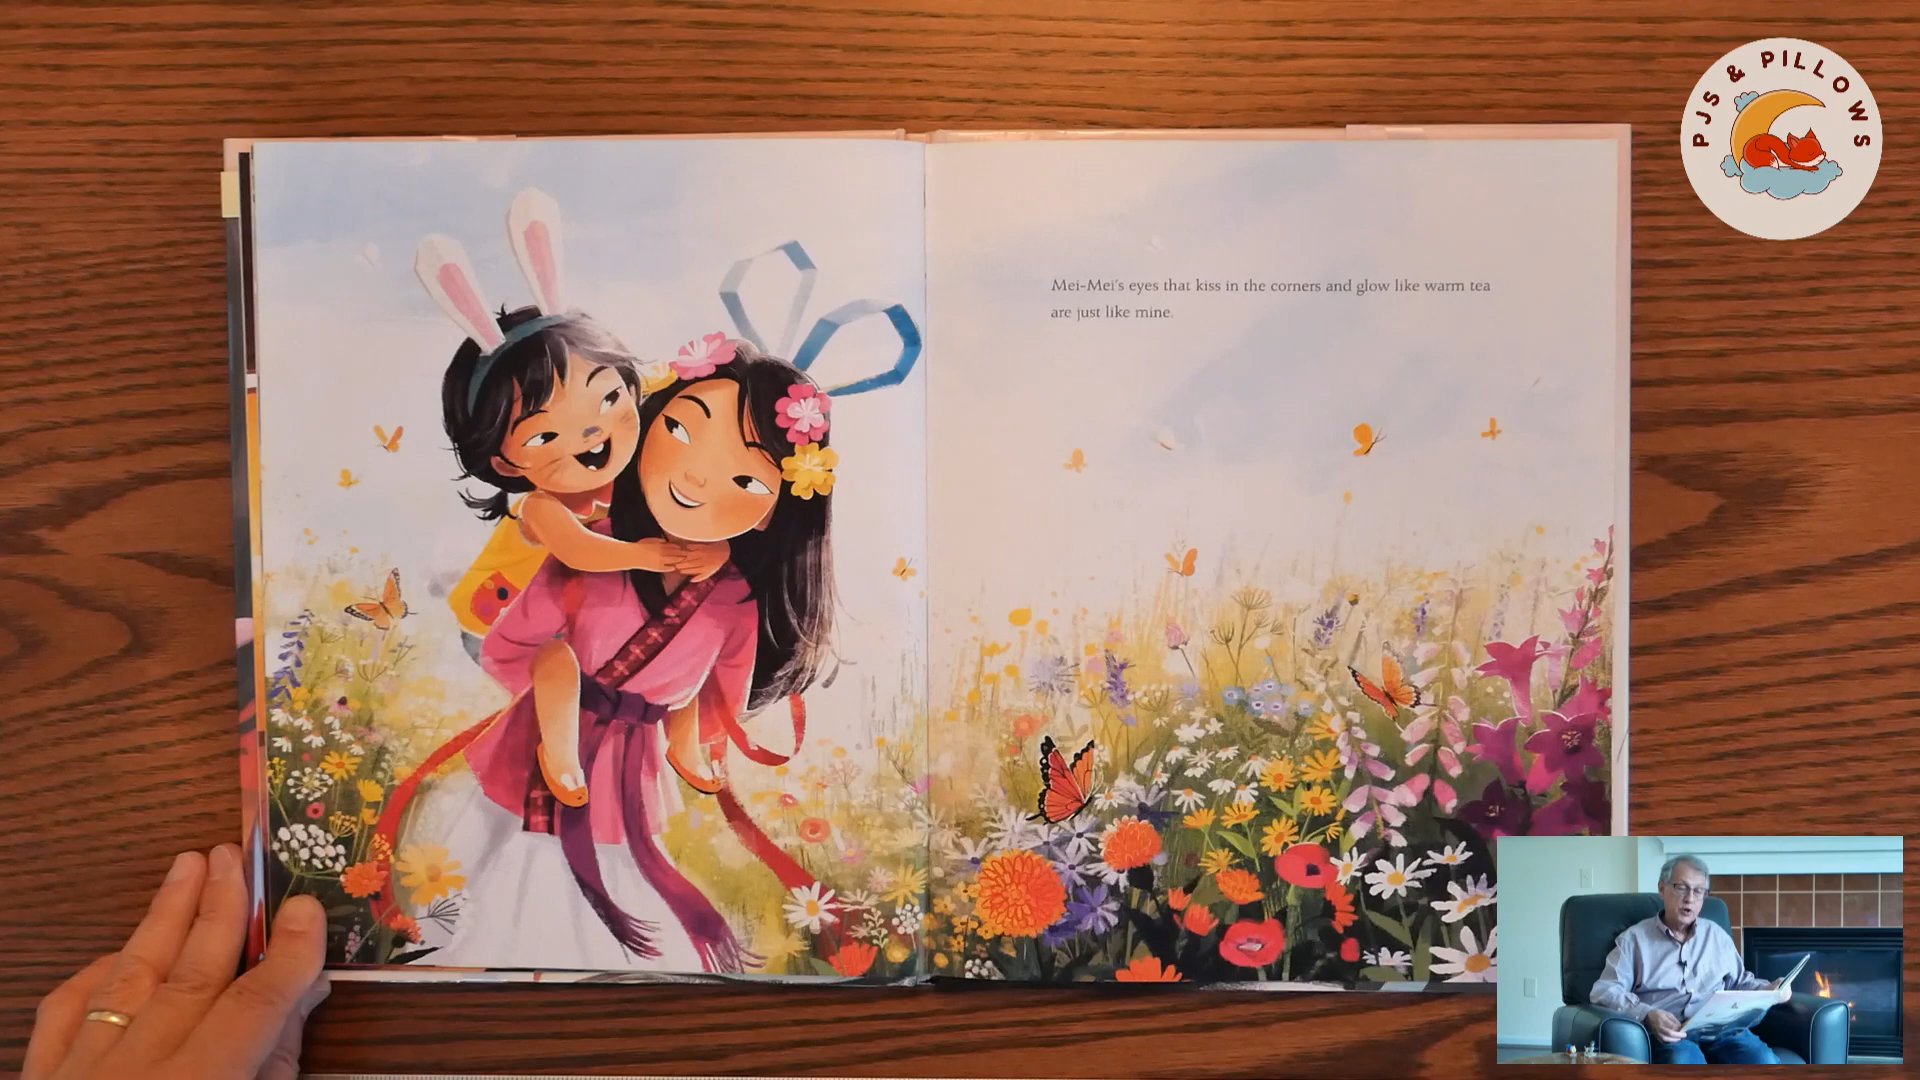 PJS & PILLOWS
Mei-Mei's eyes that kiss in the corners and glow like warm tea
are just like mine.